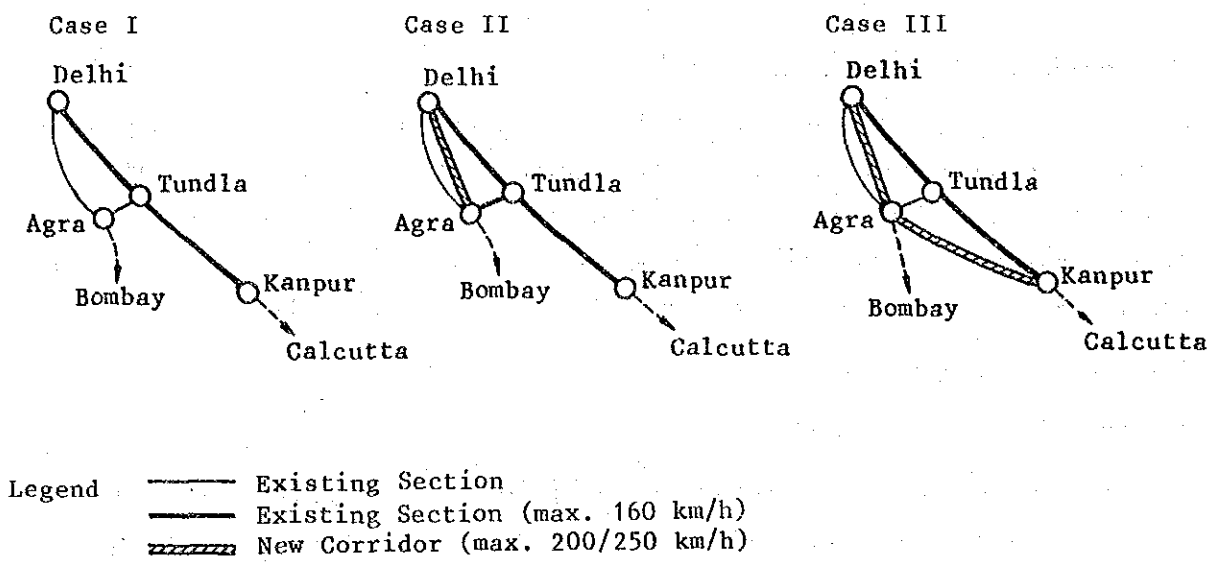 Case I
Delhi
Tundla
Agra
Bombay
Kanpur
Calcutta
Case II
Delhi
Tundla
Agra
Bombay
Kanpur
Calcutta
Case III
Delhi
Tundla
Agra
Bombay
Kanpur
Calcutta
Legend
Existing Section
Existing Section (max. 160 km/h)
New Corridor (max. 200/250 km/h)